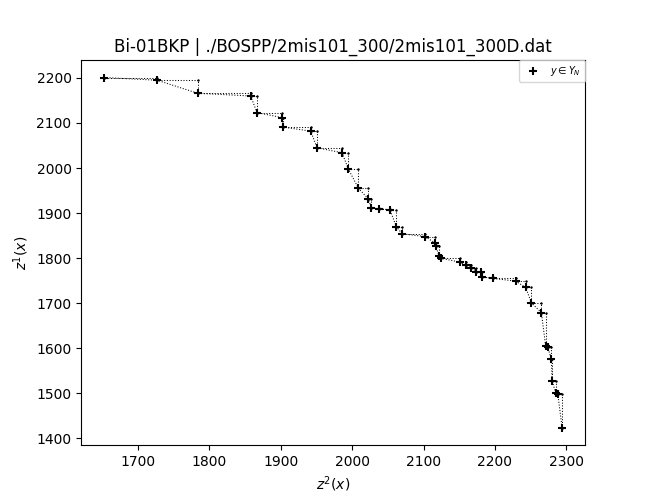 Bi-01BKP | ./BOSPP/2mis101_300/2mis101_300D.dat
y ∈ Y_N
2200
2100
2000
1900
1800
1700
1600
1500
1400
z^1(x)
1700 1800 1900 2000 2100 2200 2300
z^2(x)